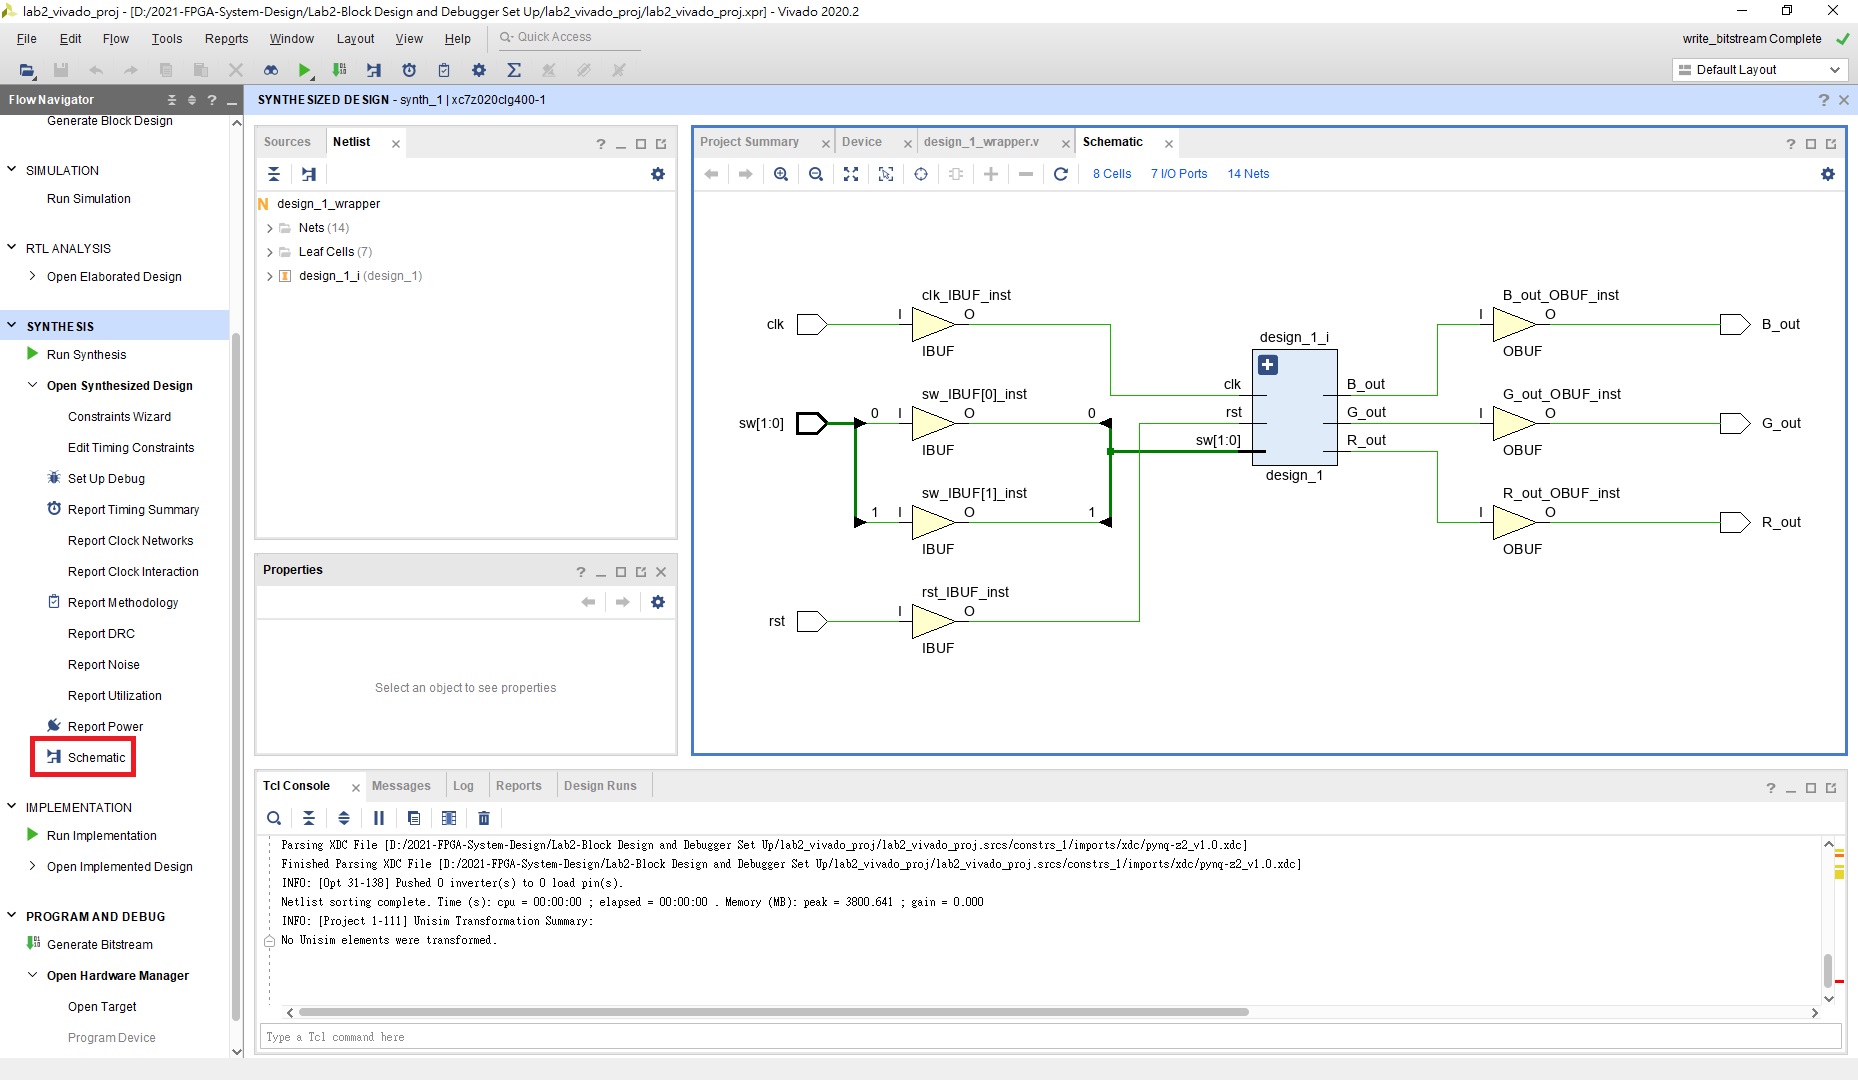 lab2_vivado_proj - [D:/2021-FPGA-System-Design/Lab2-Block Design and Debugger Set Up/lab2_vivado_proj/lab2_vivado_proj.xpr] - Vivado 2020.2
File Edit Flow Tools Reports Window Layout View Help Quick Access
write_bitstream Complete
Default Layout
Flow Navigator
SYNTHESIZED DESIGN - synth_1 | xc7z020clg400-1
Generate Block Design
SIMULATION
Run Simulation
RTL ANALYSIS
Open Elaborated Design
SYNTHESIS
Run Synthesis
Open Synthesized Design
Constraints Wizard
Edit Timing Constraints
Set Up Debug
Report Timing Summary
Report Clock Networks
Report Clock Interaction
Report Methodology
Report DRC
Report Noise
Report Utilization
Report Power
Schematic
IMPLEMENTATION
Run Implementation
Open Implemented Design
PROGRAM AND DEBUG
Generate Bitstream
Open Hardware Manager
Open Target
Program Device
Sources Netlist
design_1_wrapper
Nets (14)
Leaf Cells (7)
design_1_i (design_1)
Properties
Select an object to see properties
Project Summary Device design_1_wrapper.v Schematic
8 Cells 7 I/O Ports 14 Nets
clk_IBUF_inst
clk I O
IBUF
sw_IBUF[0]_inst
sw[1:0] 0 I O 0
IBUF
sw_IBUF[1]_inst
1 I O 1
IBUF
rst_IBUF_inst
rst I O
IBUF
design_1_i
clk B_out
rst G_out
sw[1:0] R_out
design_1
B_out_OBUF_inst
I O B_out
OBUF
G_out_OBUF_inst
I O G_out
OBUF
R_out_OBUF_inst
I O R_out
OBUF
Tcl Console Messages Log Reports Design Runs
Parsing XDC File [D:/2021-FPGA-System-Design/Lab2-Block Design and Debugger Set Up/lab2_vivado_proj/lab2_vivado_proj.srcs/constrs_1/imports/xdc/pynq-z2_v1.0.xdc]
Finished Parsing XDC File [D:/2021-FPGA-System-Design/Lab2-Block Design and Debugger Set Up/lab2_vivado_proj/lab2_vivado_proj.srcs/constrs_1/imports/xdc/pynq-z2_v1.0.xdc]
INFO: [Opt 31-138] Pushed 0 inverter(s) to 0 load pin(s).
Netlist sorting complete. Time (s): cpu = 00:00:00 ; elapsed = 00:00:00 . Memory (MB): peak = 3800.641 ; gain = 0.000
INFO: [Project 1-111] Unisim Transformation Summary:
No Unisim elements were transformed.
Type a Tcl command here